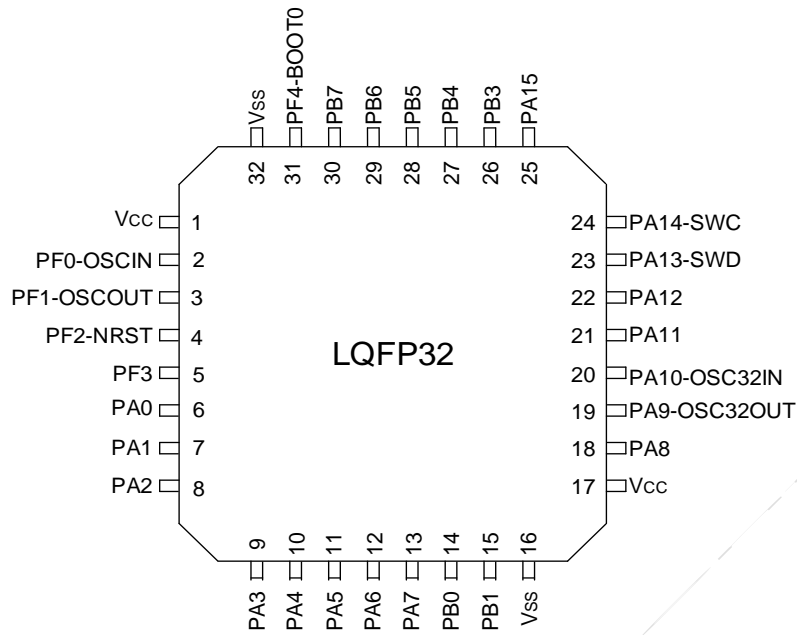 Vss
PF4-BOOT0
PB7
PB6
PB5
PB4
PB3
PA15
32
31
30
29
28
27
26
25
Vcc 1
PF0-OSCIN 2
PF1-OSCOUT 3
PF2-NRST 4
PF3 5
PA0 6
PA1 7
PA2 8
LQFP32
24 PA14-SWC
23 PA13-SWD
22 PA12
21 PA11
20 PA10-OSC32IN
19 PA9-OSC32OUT
18 PA8
17 Vcc
9
10
11
12
13
14
15
16
PA3
PA4
PA5
PA6
PA7
PB0
PB1
Vss